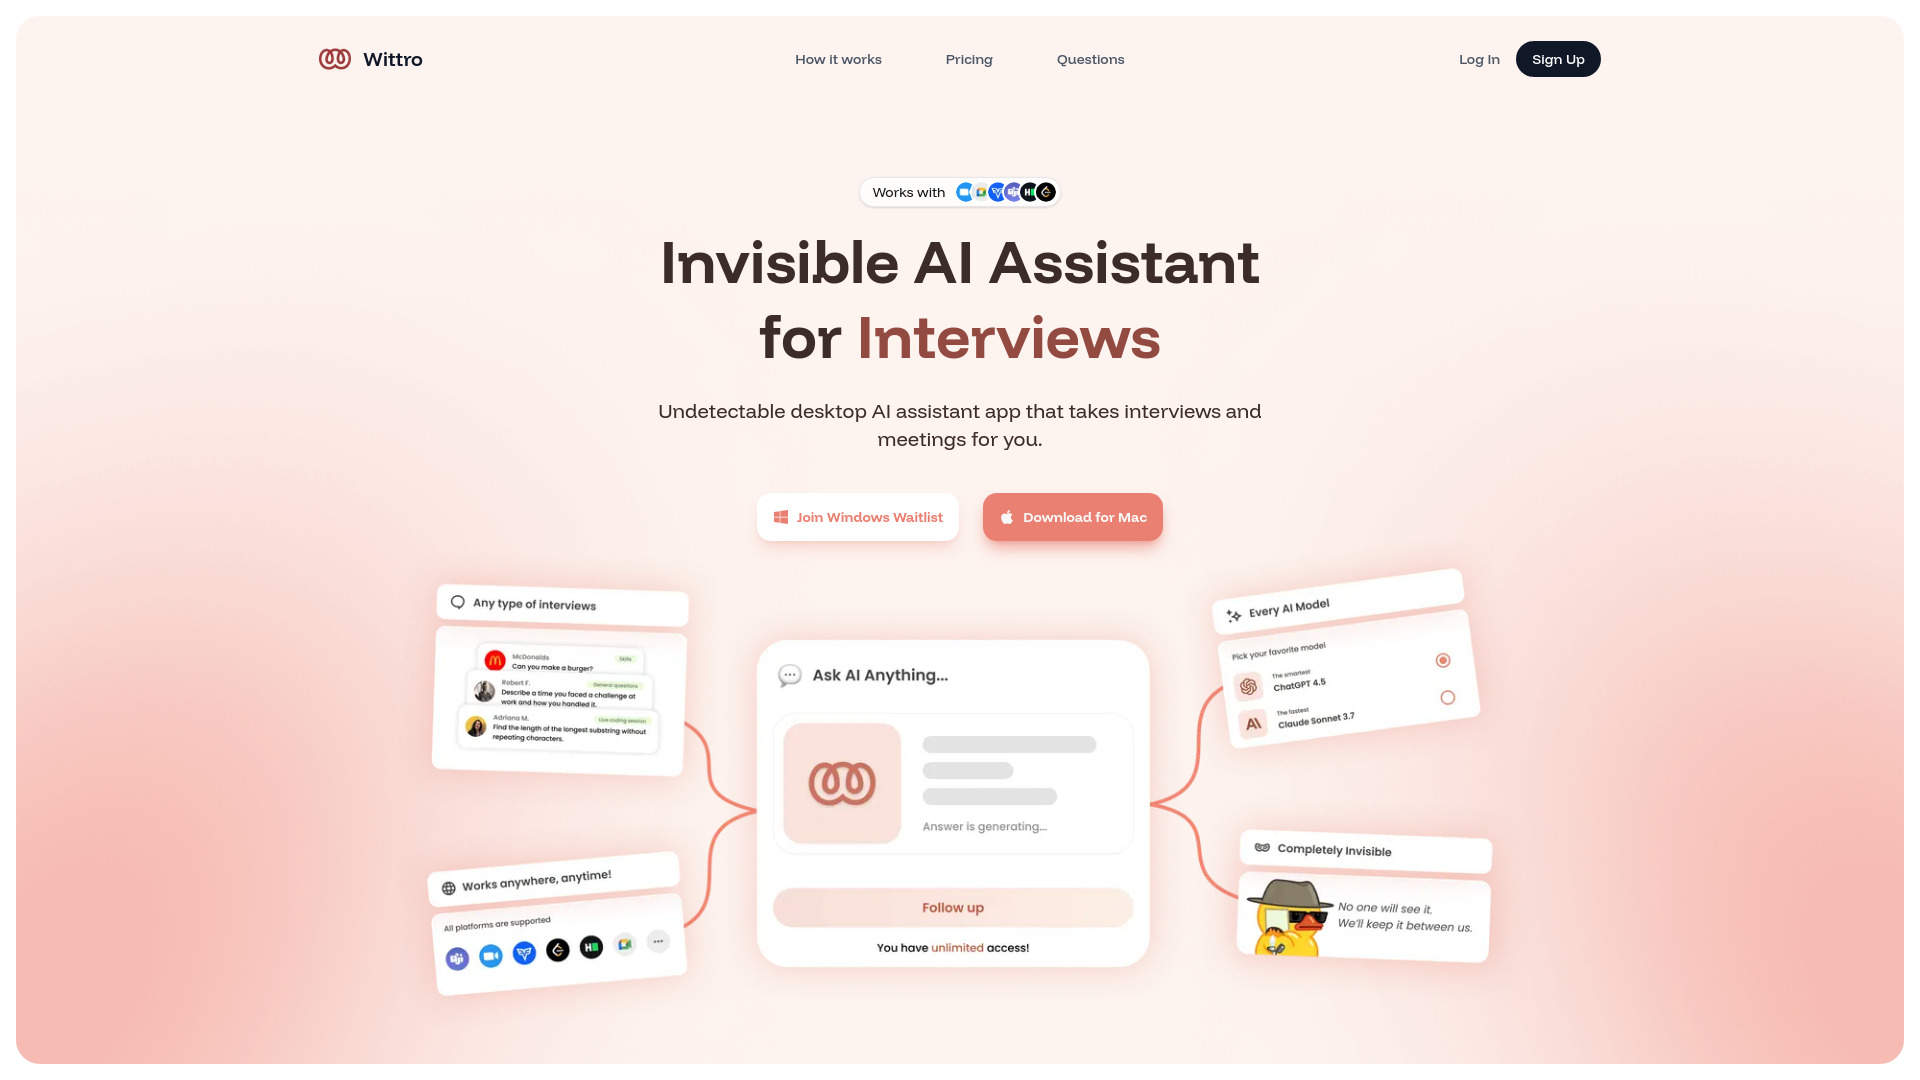 Wittro
How it works
Pricing
Questions
Log In
Sign Up
Works with
Invisible AI Assistant
for Interviews
Undetectable desktop AI assistant app that takes interviews and
meetings for you.
Join Windows Waitlist
Download for Mac
Any type of interviews
McDonalds
Skills
Can you make a burger?
Robert F.
General questions
Describe a time you faced a challenge at
work and how you handled it.
Adriana M.
Live coding session
Find the length of the longest substring without
repeating characters.
Works anywhere, anytime!
All platforms are supported
Ask AI Anything...
Answer is generating...
Follow up
You have unlimited access!
Every AI Model
Pick your favorite model
The smartest
ChatGPT 4.5
The fastest
Claude Sonnet 3.7
Completely Invisible
No one will see it.
We'll keep it between us.